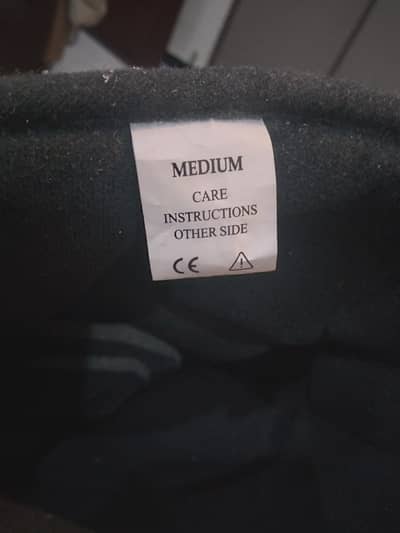 MEDIUM
CARE
INSTRUCTIONS
OTHER SIDE
CE